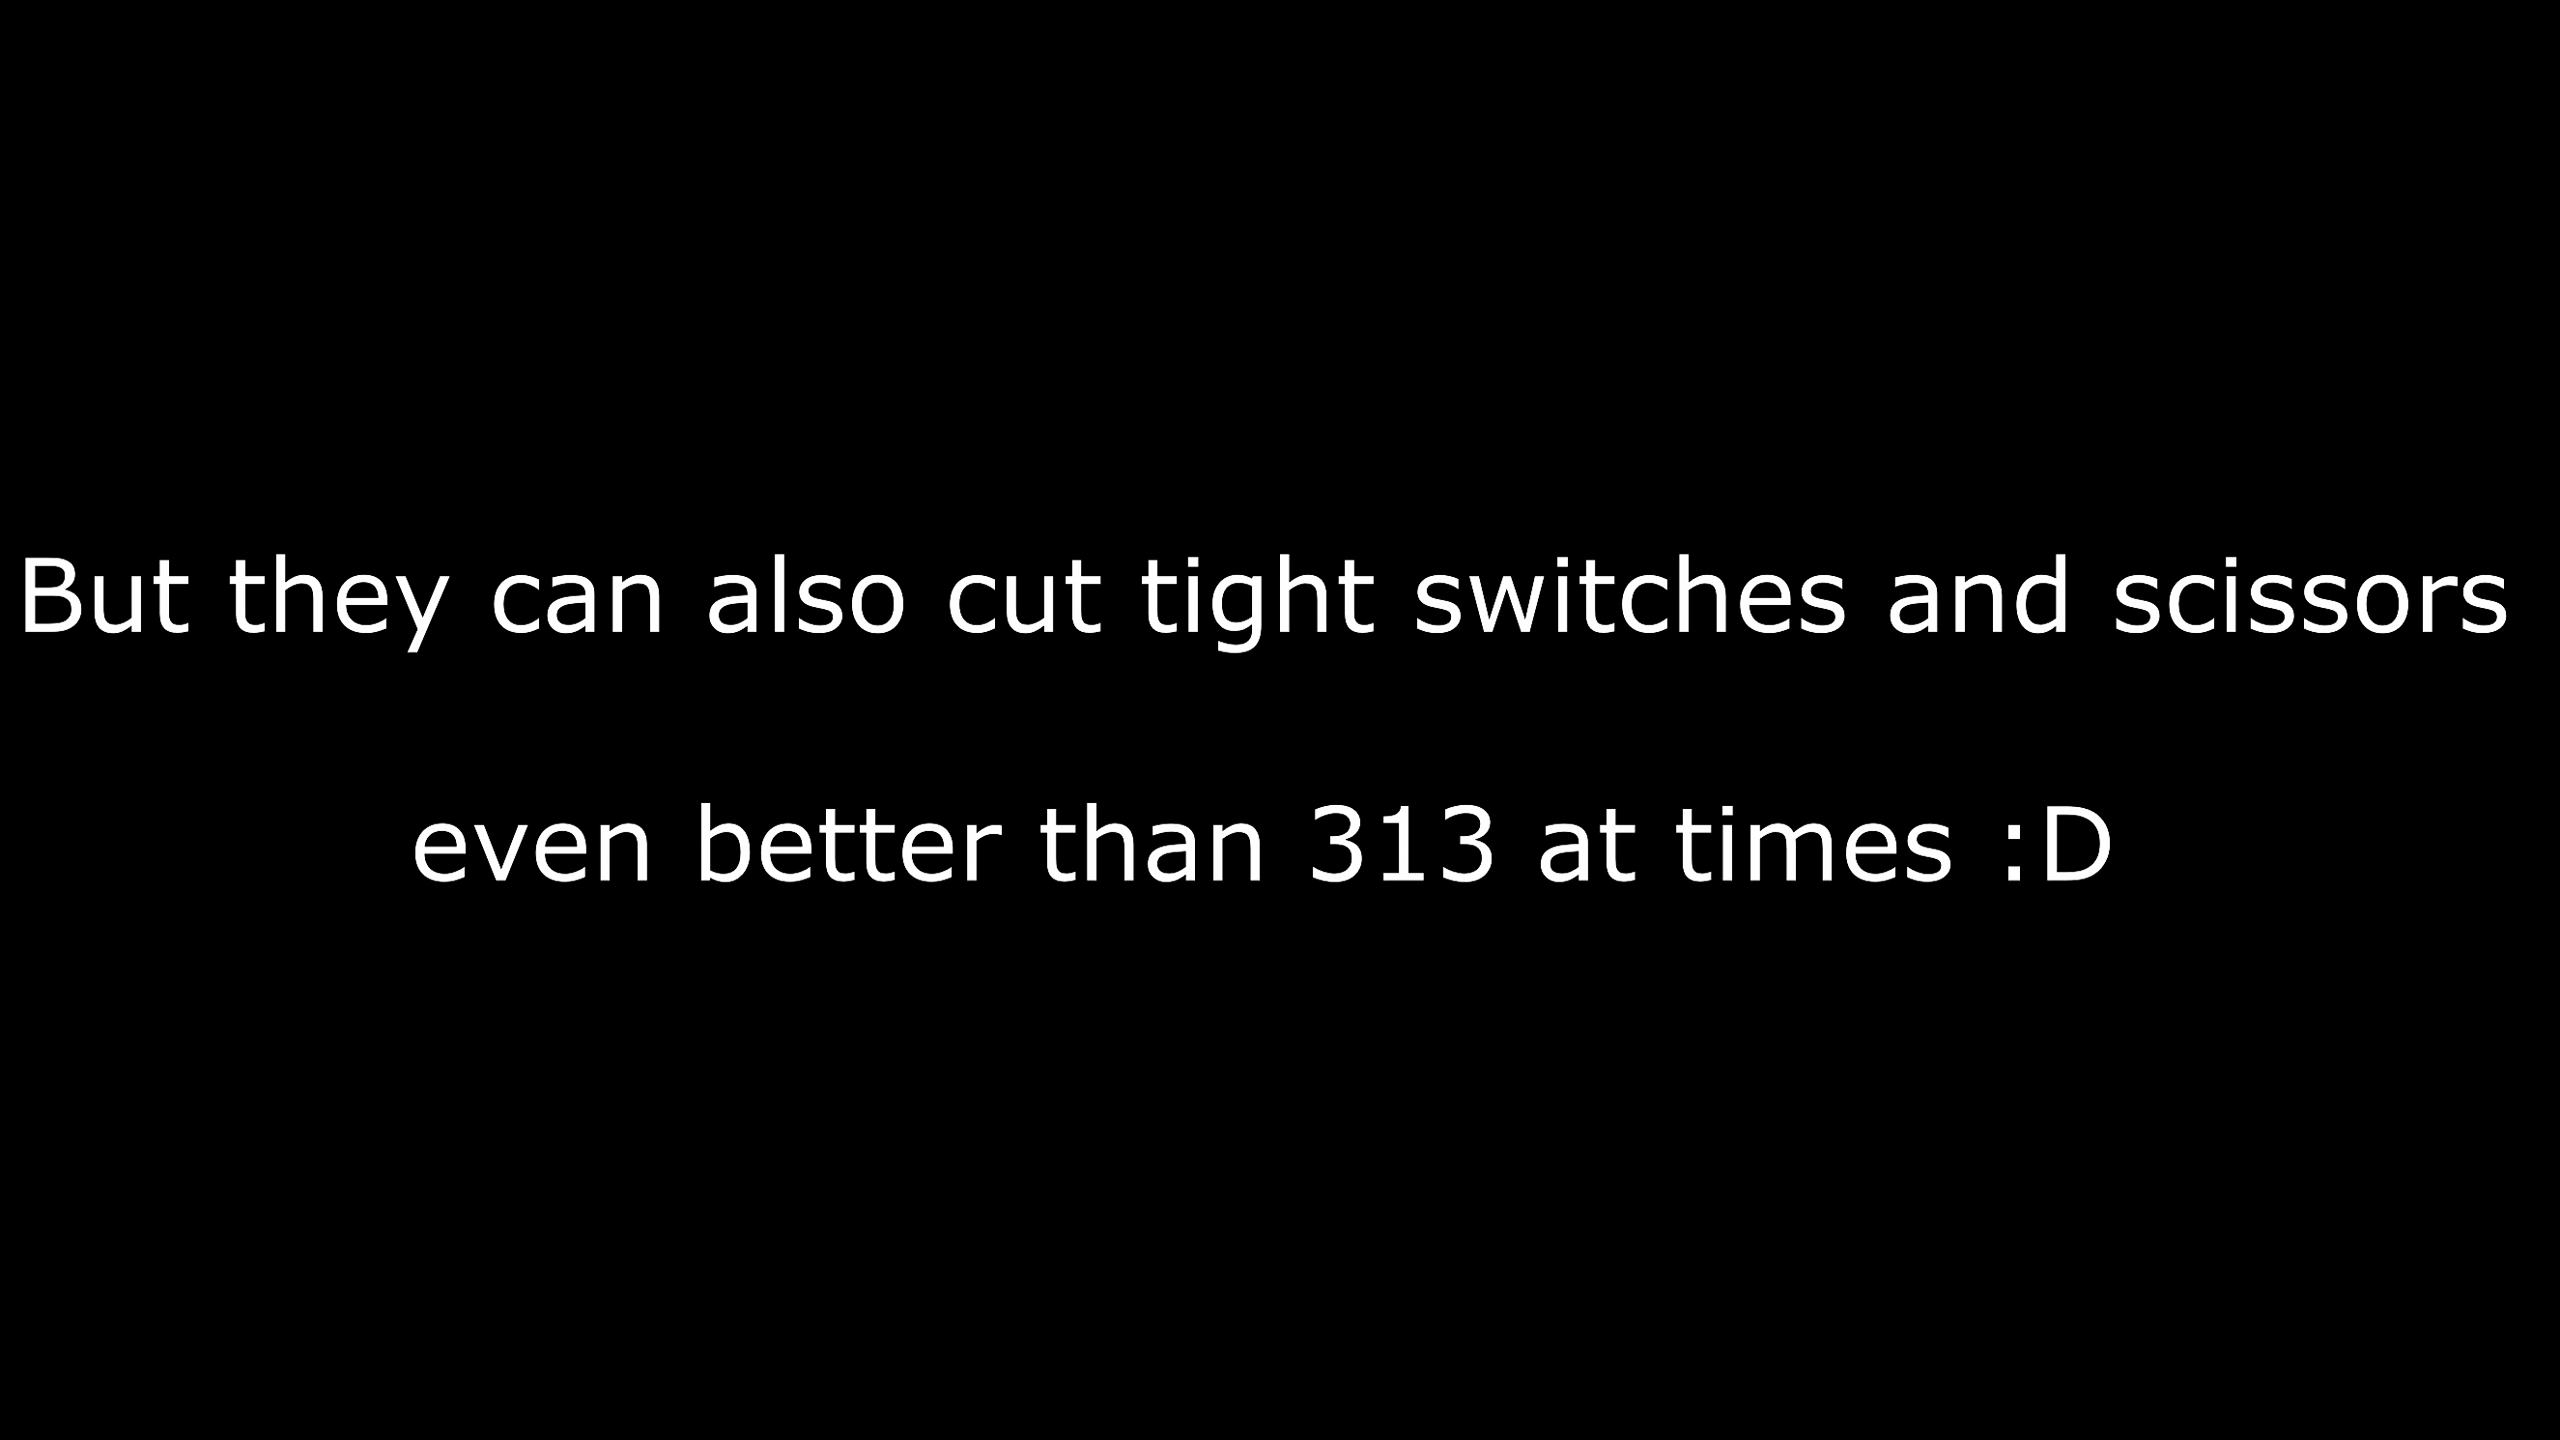 But they can also cut tight switches and scissors
even better than 313 at times :D